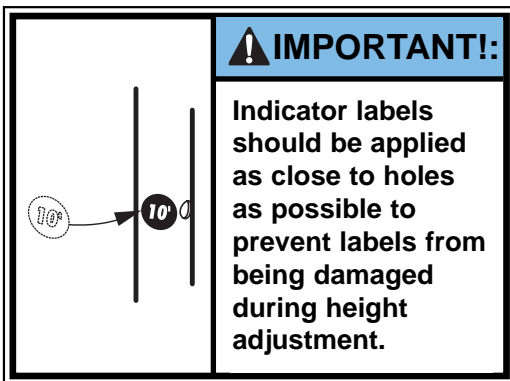 IMPORTANT!:
Indicator labels
should be applied
as close to holes
as possible to
prevent labels from
being damaged
during height
adjustment.
10'
10'